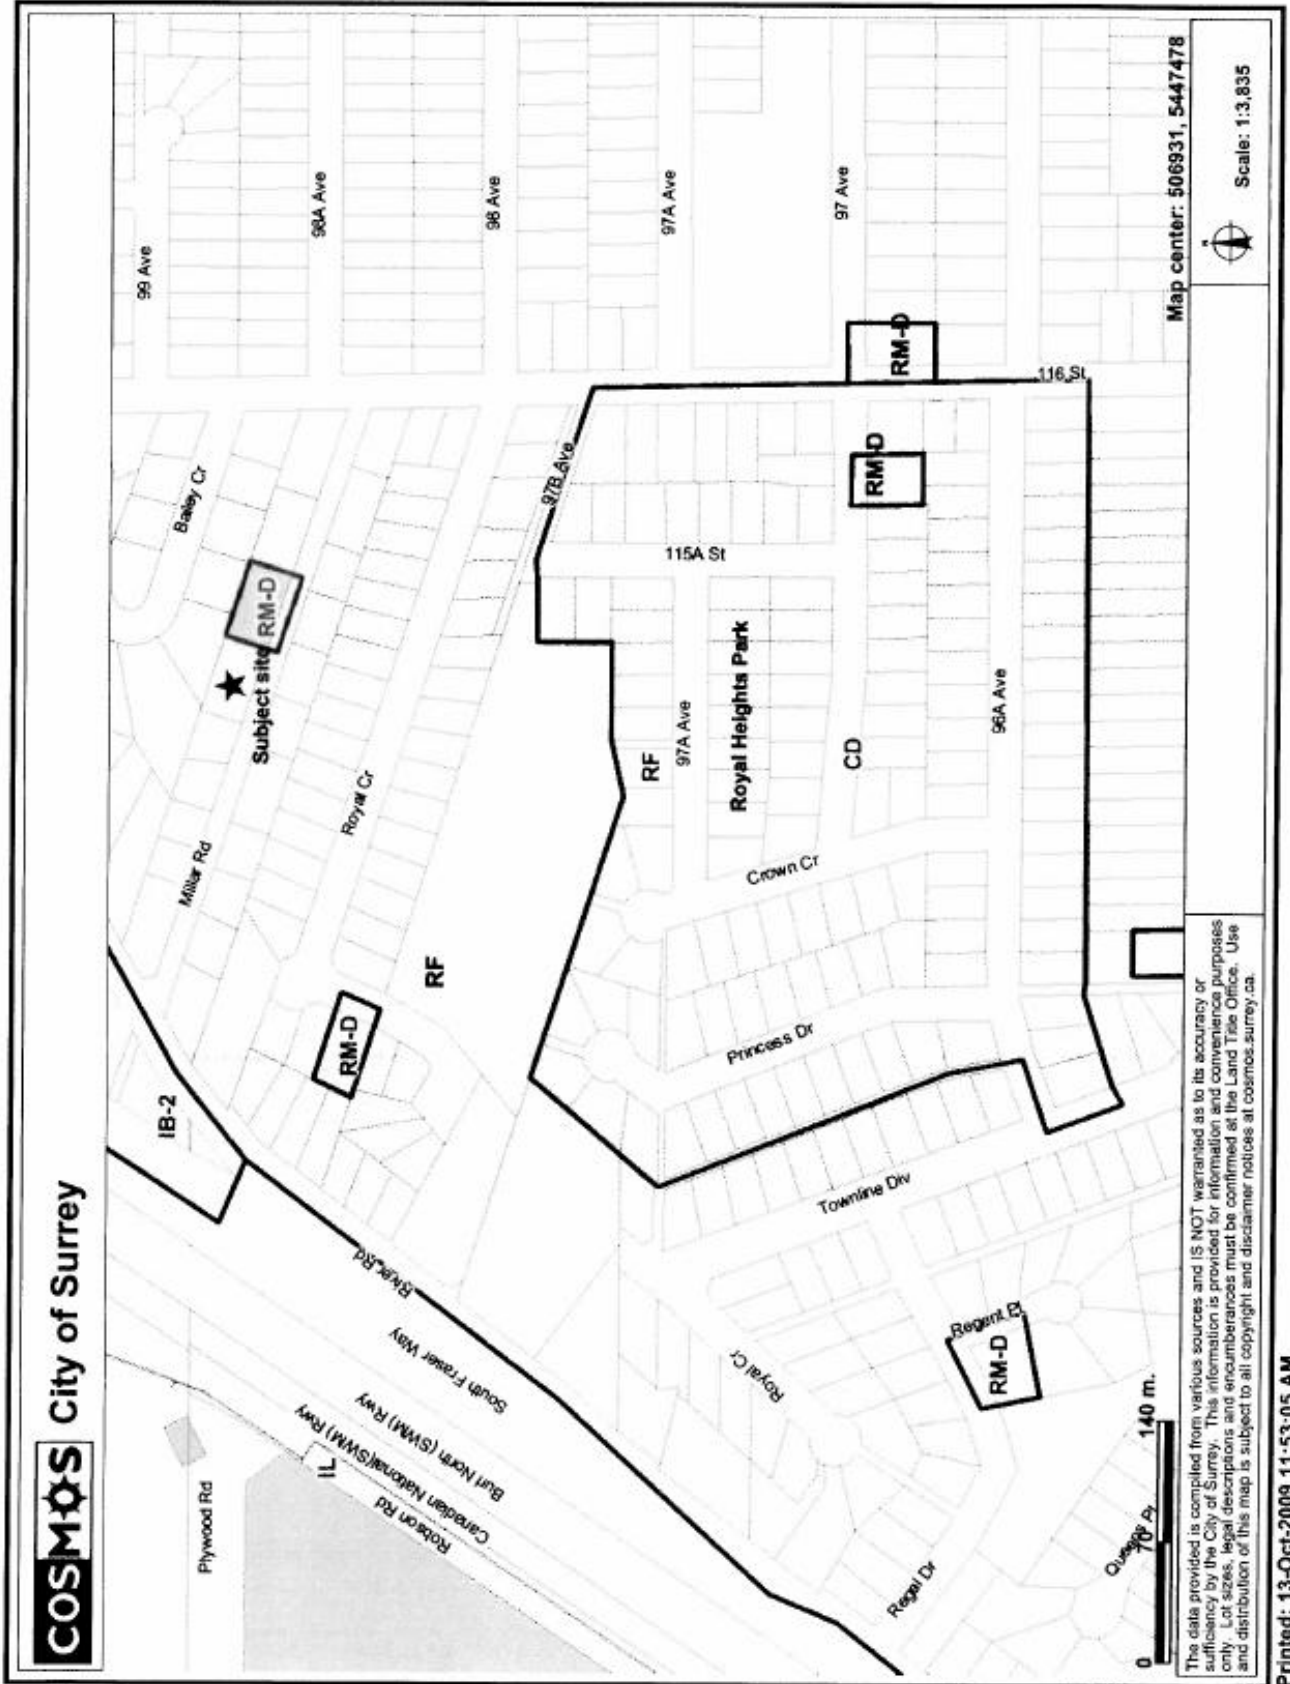 COSMOS City of Surrey
Plywood Rd
IL
Robson Rd
Canadian National(SWM) Rwy
Burl North (SWM) Rwy
South Fraser Way
River Rd
IB-2
Millar Rd
Subject site
RM-D
Bailey Cr
99 Ave
98A Ave
Royal Cr
RM-D
RF
98 Ave
97B Ave
97A Ave
115A St
RF
97A Ave
Royal Heights Park
Crown Cr
CD
RM-D
RM-D
97 Ave
116 St
96A Ave
Princess Dr
Townline Div
Royal Cr
Regent Pl
RM-D
Regal Dr
Queens Pl
0 70 140 m.
Map center: 506931, 5447478
N
Scale: 1:3,835
The data provided is compiled from various sources and IS NOT warranted as to its accuracy or
sufficiency by the City of Surrey. This information is provided for information and convenience purposes
only. Lot sizes, legal descriptions and encumberances must be confirmed at the Land Title Office. Use
and distribution of this map is subject to all copyright and disclaimer notices at cosmos.surrey.ca.
Printed: 13-Oct-2009 11:53:05 AM